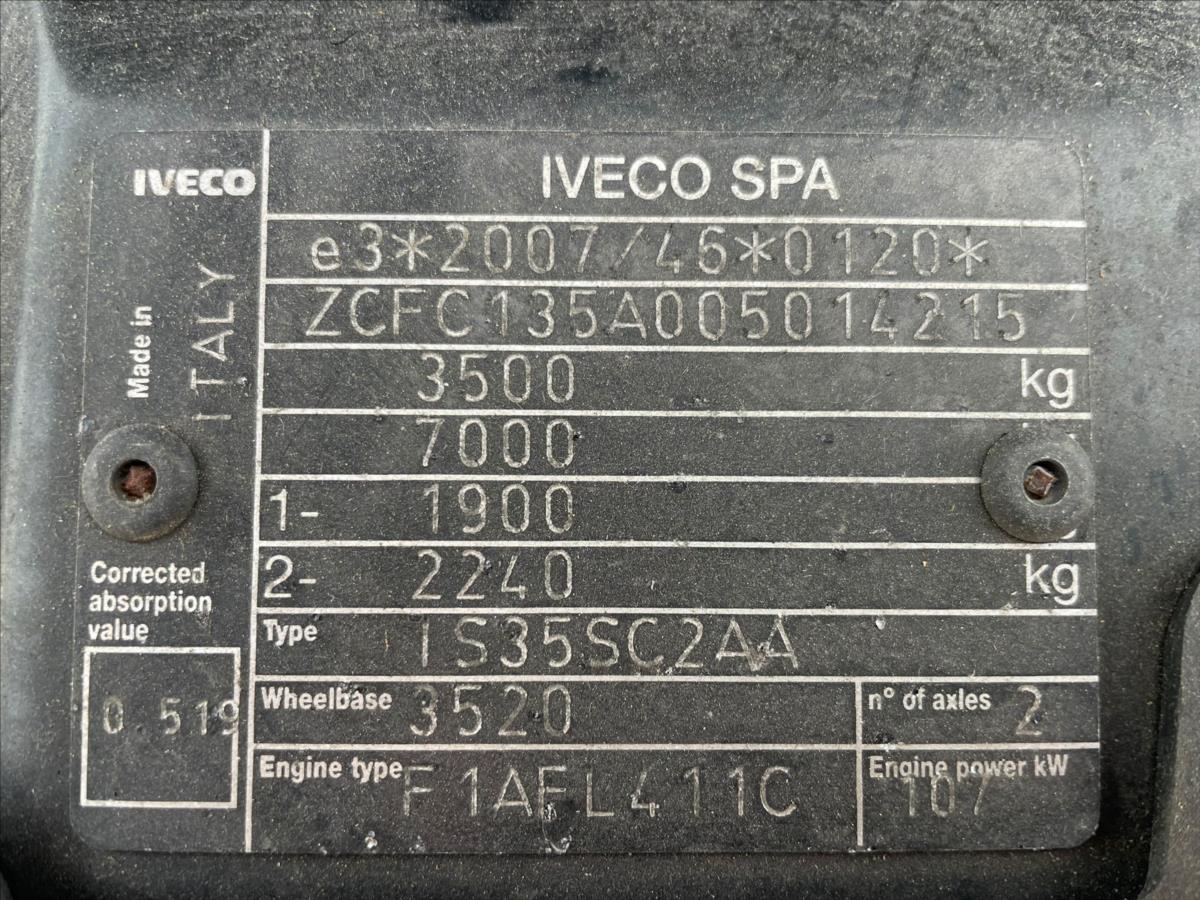 IVECO
IVECO SPA
Made in
ITALY
e3*2007/46*0120*
ZCFC135A005014215
3500 kg
7000
1- 1900
2- 2240 kg
Corrected
absorption
value
0.519
Type IS35SC2AA
Wheelbase 3520
n° of axles 2
Engine type F1AFL411C
Engine power kW
107